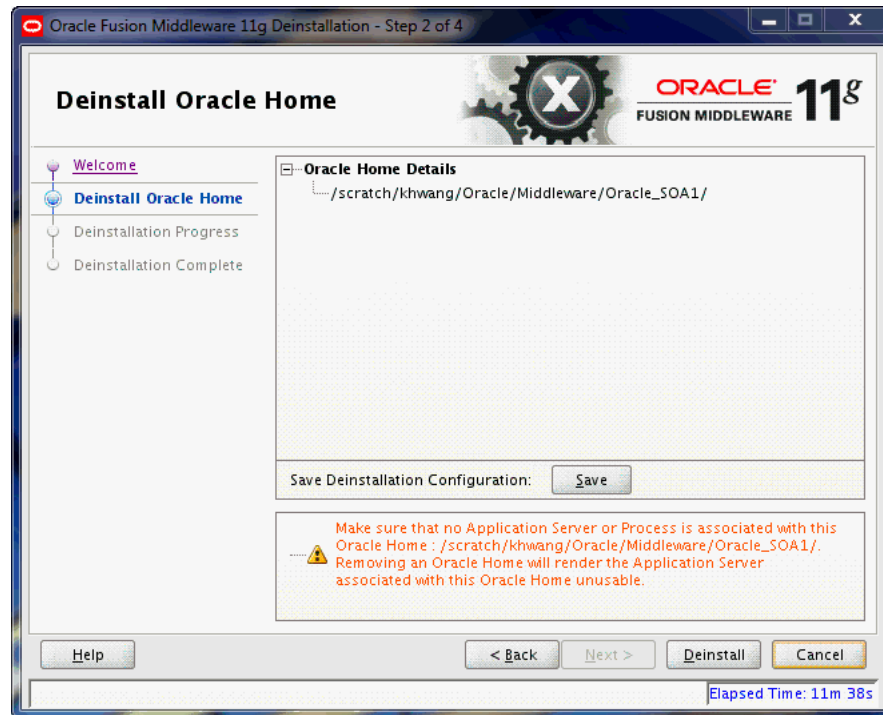 Oracle Fusion Middleware 11g Deinstallation - Step 2 of 4
Deinstall Oracle Home
ORACLE
FUSION MIDDLEWARE
11g
Welcome
Deinstall Oracle Home
Deinstallation Progress
Deinstallation Complete
Oracle Home Details
/scratch/khwang/Oracle/Middleware/Oracle_SOA1/
Save Deinstallation Configuration: Save
Make sure that no Application Server or Process is associated with this
Oracle Home : /scratch/khwang/Oracle/Middleware/Oracle_SOA1/.
Removing an Oracle Home will render the Application Server
associated with this Oracle Home unusable.
Help < Back Next > Deinstall Cancel
Elapsed Time: 11m 38s